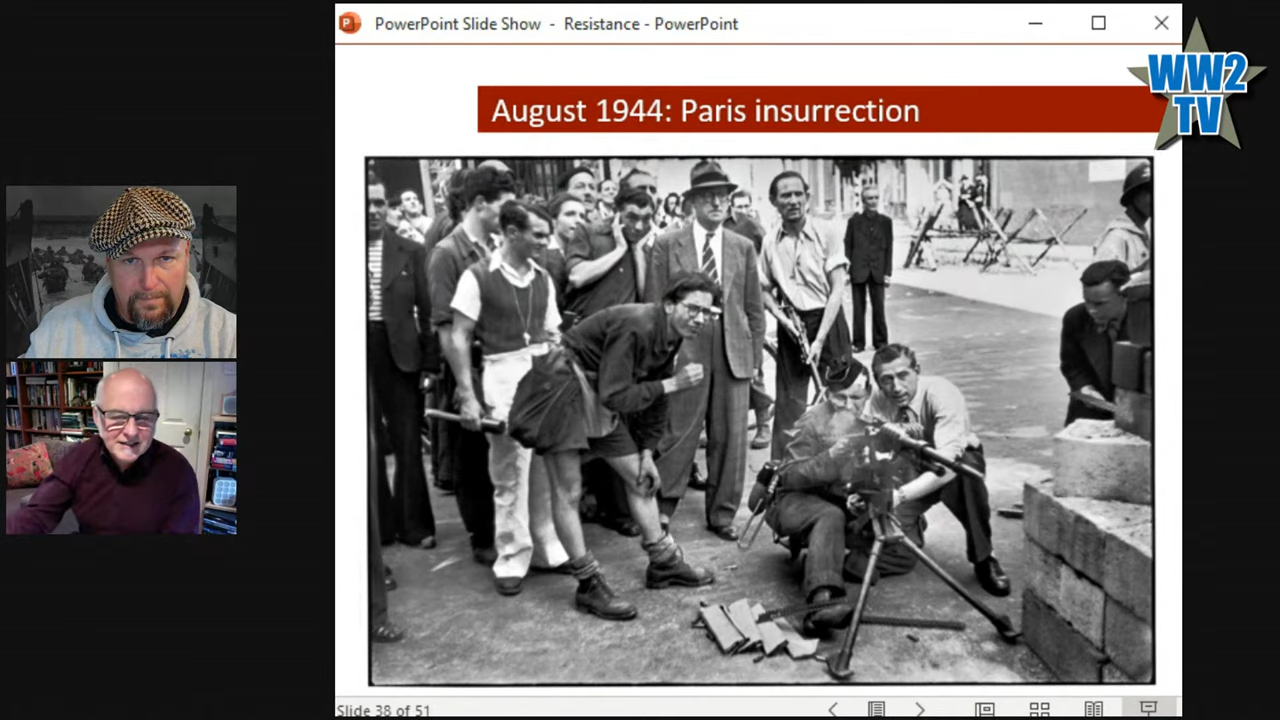 PowerPoint Slide Show - Resistance - PowerPoint
WW2
TV
August 1944: Paris insurrection
Slide 38 of 51